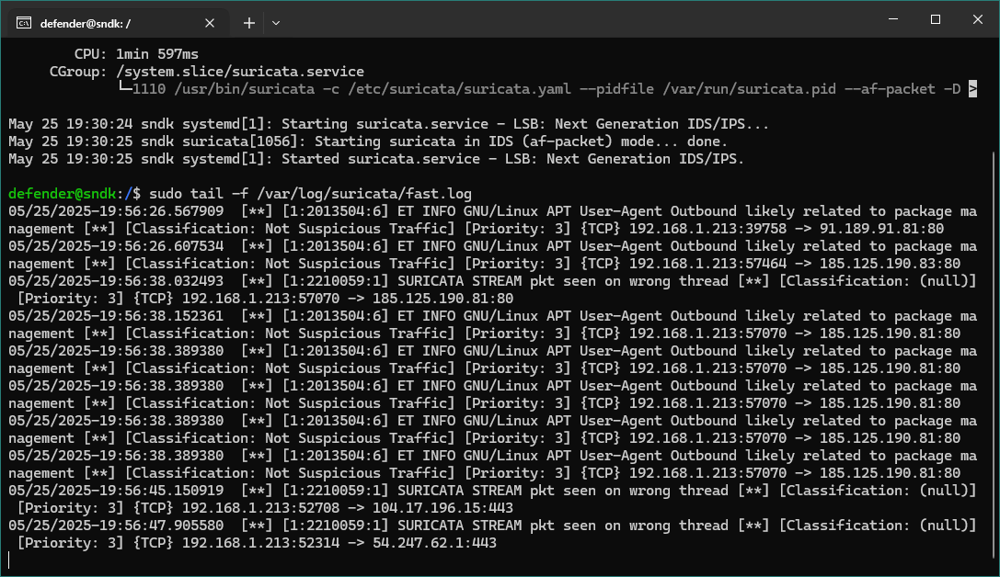 defender@sndk: /
CPU: 1min 597ms
CGroup: /system.slice/suricata.service
└─1110 /usr/bin/suricata -c /etc/suricata/suricata.yaml --pidfile /var/run/suricata.pid --af-packet -D >
May 25 19:30:24 sndk systemd[1]: Starting suricata.service - LSB: Next Generation IDS/IPS...
May 25 19:30:25 sndk suricata[1056]: Starting suricata in IDS (af-packet) mode... done.
May 25 19:30:25 sndk systemd[1]: Started suricata.service - LSB: Next Generation IDS/IPS.
defender@sndk:/$ sudo tail -f /var/log/suricata/fast.log
05/25/2025-19:56:26.567909  [**] [1:2013504:6] ET INFO GNU/Linux APT User-Agent Outbound likely related to package ma
nagement [**] [Classification: Not Suspicious Traffic] [Priority: 3] {TCP} 192.168.1.213:39758 -> 91.189.91.81:80
05/25/2025-19:56:26.607534  [**] [1:2013504:6] ET INFO GNU/Linux APT User-Agent Outbound likely related to package ma
nagement [**] [Classification: Not Suspicious Traffic] [Priority: 3] {TCP} 192.168.1.213:57464 -> 185.125.190.83:80
05/25/2025-19:56:38.032493  [**] [1:2210059:1] SURICATA STREAM pkt seen on wrong thread [**] [Classification: (null)]
[Priority: 3] {TCP} 192.168.1.213:57070 -> 185.125.190.81:80
05/25/2025-19:56:38.152361  [**] [1:2013504:6] ET INFO GNU/Linux APT User-Agent Outbound likely related to package ma
nagement [**] [Classification: Not Suspicious Traffic] [Priority: 3] {TCP} 192.168.1.213:57070 -> 185.125.190.81:80
05/25/2025-19:56:38.389380  [**] [1:2013504:6] ET INFO GNU/Linux APT User-Agent Outbound likely related to package ma
nagement [**] [Classification: Not Suspicious Traffic] [Priority: 3] {TCP} 192.168.1.213:57070 -> 185.125.190.81:80
05/25/2025-19:56:38.389380  [**] [1:2013504:6] ET INFO GNU/Linux APT User-Agent Outbound likely related to package ma
nagement [**] [Classification: Not Suspicious Traffic] [Priority: 3] {TCP} 192.168.1.213:57070 -> 185.125.190.81:80
05/25/2025-19:56:38.389380  [**] [1:2013504:6] ET INFO GNU/Linux APT User-Agent Outbound likely related to package ma
nagement [**] [Classification: Not Suspicious Traffic] [Priority: 3] {TCP} 192.168.1.213:57070 -> 185.125.190.81:80
05/25/2025-19:56:38.389380  [**] [1:2013504:6] ET INFO GNU/Linux APT User-Agent Outbound likely related to package ma
nagement [**] [Classification: Not Suspicious Traffic] [Priority: 3] {TCP} 192.168.1.213:57070 -> 185.125.190.81:80
05/25/2025-19:56:45.150919  [**] [1:2210059:1] SURICATA STREAM pkt seen on wrong thread [**] [Classification: (null)]
[Priority: 3] {TCP} 192.168.1.213:52708 -> 104.17.196.15:443
05/25/2025-19:56:47.905580  [**] [1:2210059:1] SURICATA STREAM pkt seen on wrong thread [**] [Classification: (null)]
[Priority: 3] {TCP} 192.168.1.213:52314 -> 54.247.62.1:443